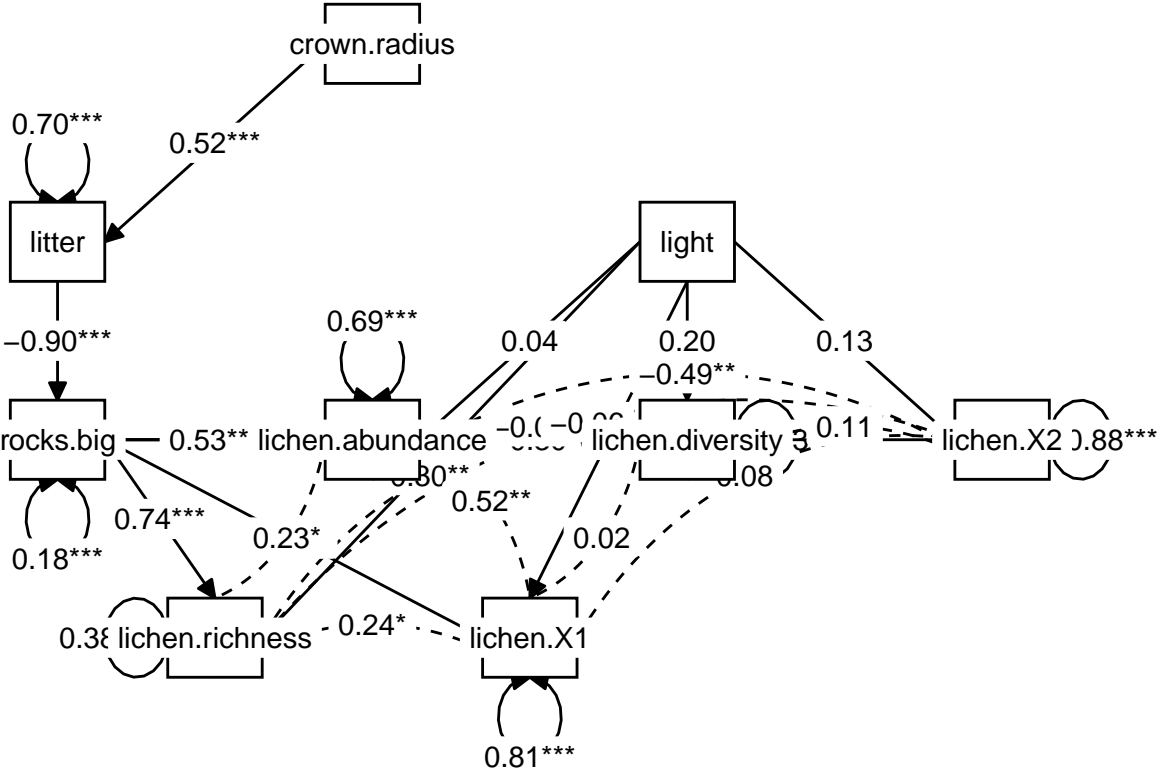 crown.radius
0.70***
0.52***
litter
light
0.69***
−0.90***
0.04
0.20
0.13
−0.49**
rocks.big
0.53**
lichen.abundance
lichen.diversity
0.11
lichen.X2
0.88***
0.52**
0.08
0.74***
0.23*
0.02
0.18***
lichen.richness
0.24*
lichen.X1
0.81***